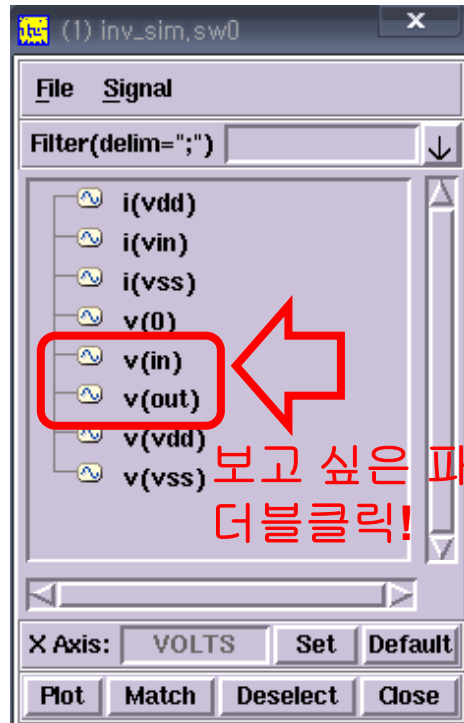 (1) inv_sim,sw0
File Signal
Filter(delim=";")
i(vdd)
i(vin)
i(vss)
v(0)
v(in)
v(out)
v(vdd)
v(vss)
보고 싶은
더블클릭!
X Axis: VOLTS Set Default
Plot Match Deselect Close